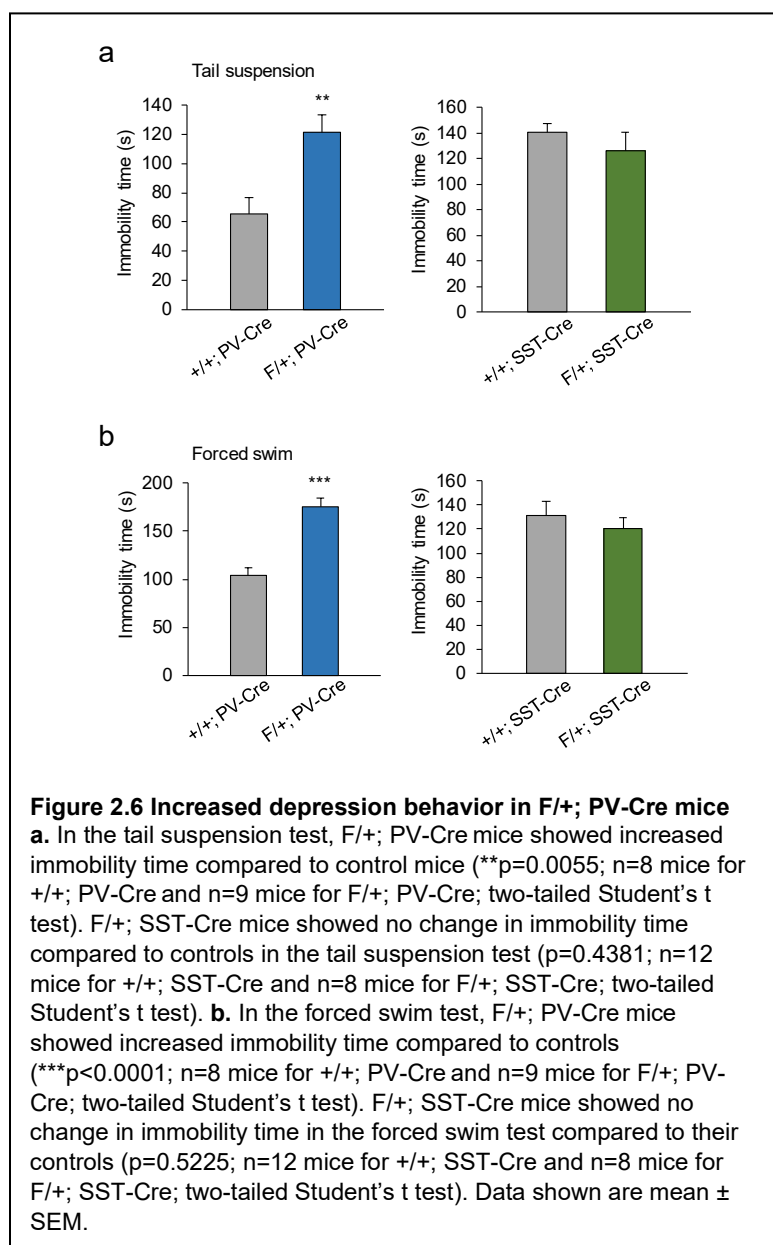 a
Tail suspension
Immobility time (s)
140
120
100
80
60
40
20
0
**
+/+; PV-Cre
F/+; PV-Cre
Immobility time (s)
160
140
120
100
80
60
40
20
0
+/+; SST-Cre
F/+; SST-Cre
b
Forced swim
Immobility time (s)
200
150
100
50
0
***
+/+; PV-Cre
F/+; PV-Cre
Immobility time (s)
160
140
120
100
80
60
40
20
0
+/+; SST-Cre
F/+; SST-Cre
Figure 2.6 Increased depression behavior in F/+; PV-Cre mice
a. In the tail suspension test, F/+; PV-Cre mice showed increased
immobility time compared to control mice (**p=0.0055; n=8 mice for
+/+; PV-Cre and n=9 mice for F/+; PV-Cre; two-tailed Student’s t
test). F/+; SST-Cre mice showed no change in immobility time
compared to controls in the tail suspension test (p=0.4381; n=12
mice for +/+; SST-Cre and n=8 mice for F/+; SST-Cre; two-tailed
Student’s t test). b. In the forced swim test, F/+; PV-Cre mice
showed increased immobility time compared to controls
(***p<0.0001; n=8 mice for +/+; PV-Cre and n=9 mice for F/+; PV-
Cre; two-tailed Student’s t test). F/+; SST-Cre mice showed no
change in immobility time in the forced swim test compared to their
controls (p=0.5225; n=12 mice for +/+; SST-Cre and n=8 mice for
F/+; SST-Cre; two-tailed Student’s t test). Data shown are mean ±
SEM.